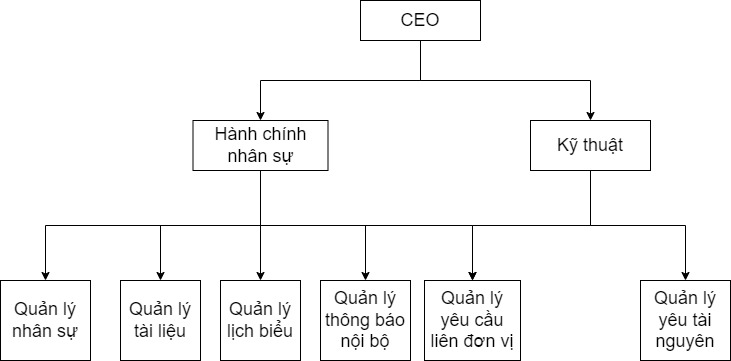 CEO
Hành chính
nhân sự
Kỹ thuật
Quản lý
nhân sự
Quản lý
tài liệu
Quản lý
lịch biểu
Quản lý
thông báo
nội bộ
Quản lý
yêu cầu
liên đơn vị
Quản lý
yêu tài
nguyên